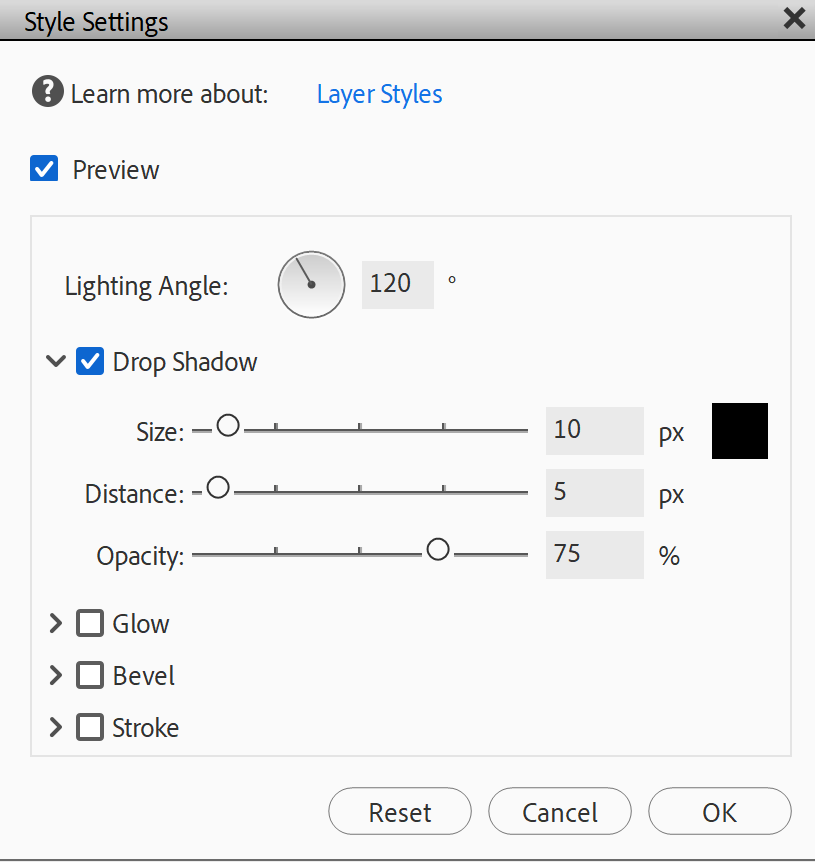 Style Settings
? Learn more about: Layer Styles
Preview
Lighting Angle: 120 °
Drop Shadow
Size: 10 px
Distance: 5 px
Opacity: 75 %
Glow
Bevel
Stroke
Reset Cancel OK